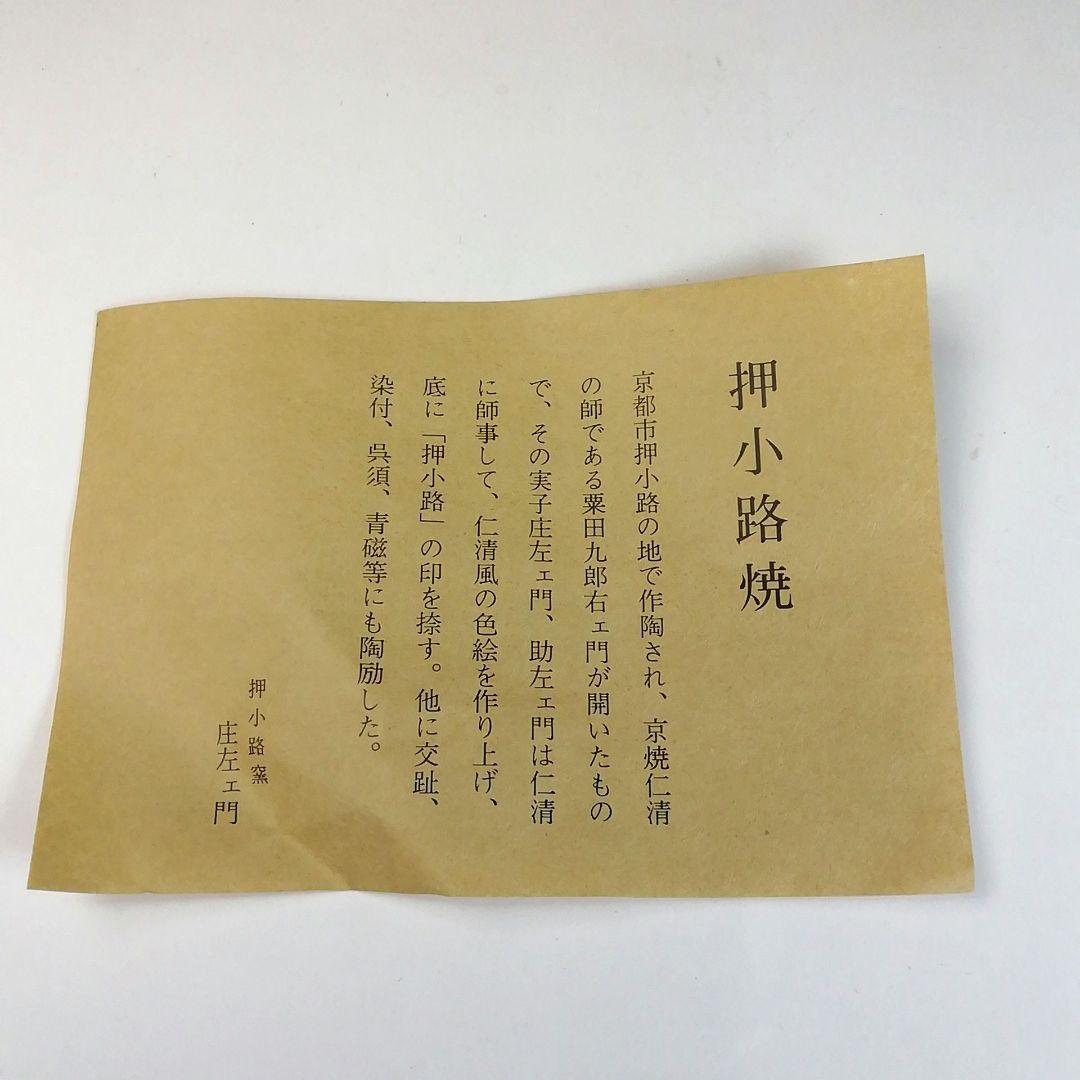 押小路焼
京都市押小路の地で作陶され、京焼仁清
の師である粟田九郎右ェ門が開いたもの
で、その実子庄左ェ門、助左ェ門は仁清
に師事して、仁清風の色絵を作り上げ、
底に「押小路」の印を捺す。他に交趾、
染付、呉須、青磁等にも陶励した。
押小路窯
庄左ェ門